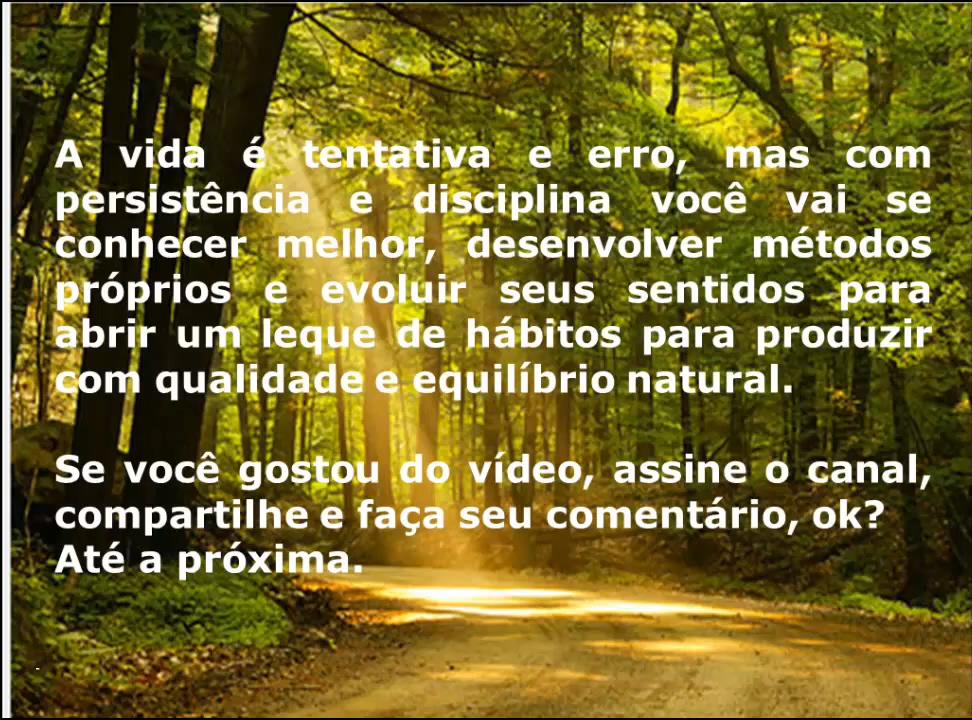 A vida é tentativa e erro, mas com
persistência e disciplina você vai se
conhecer melhor, desenvolver métodos
próprios e evoluir seus sentidos para
abrir um leque de hábitos para produzir
com qualidade e equilíbrio natural.
Se você gostou do vídeo, assine o canal,
compartilhe e faça seu comentário, ok?
Até a próxima.